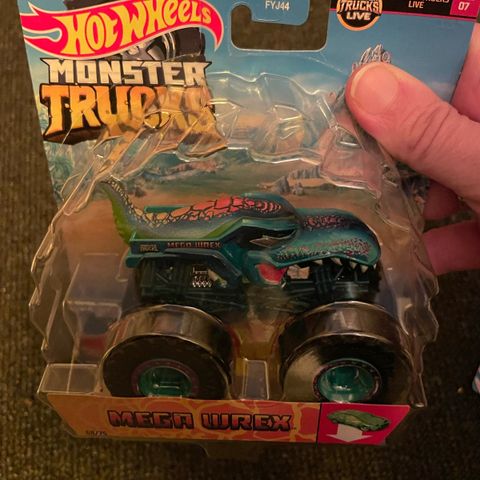 HOT WHEELS
FYJ44
TRUCKS
LIVE
LIVE
07
MONSTER
TRUCKS
MEGA WREX
MEGA WREX